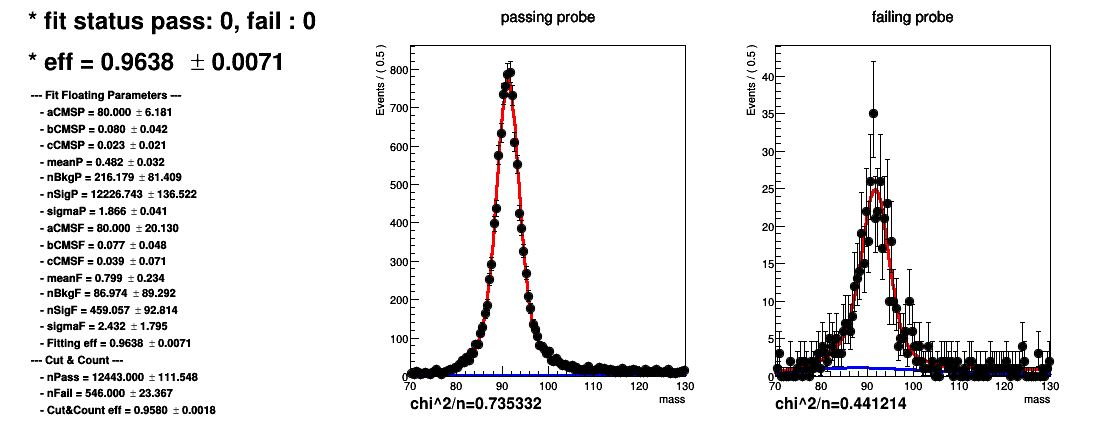 * fit status pass: 0, fail : 0
* eff = 0.9638 ± 0.0071
--- Fit Floating Parameters ---
- aCMSP = 80.000 ± 6.181
- bCMSP = 0.080 ± 0.042
- cCMSP = 0.023 ± 0.021
- meanP = 0.482 ± 0.032
- nBkgP = 216.179 ± 81.409
- nSigP = 12226.743 ± 136.522
- sigmaP = 1.866 ± 0.041
- aCMSF = 80.000 ± 20.130
- bCMSF = 0.077 ± 0.048
- cCMSF = 0.039 ± 0.071
- meanF = 0.799 ± 0.234
- nBkgF = 86.974 ± 89.292
- nSigF = 459.057 ± 92.814
- sigmaF = 2.432 ± 1.795
- Fitting eff = 0.9638 ± 0.0071
--- Cut & Count ---
- nPass = 12443.000 ± 111.548
- nFail = 546.000 ± 23.367
- Cut&Count eff = 0.9580 ± 0.0018
passing probe
Events / ( 0.5 )
800
700
600
500
400
300
200
100
0
70 80 90 100 110 120 130
mass
chi^2/n=0.735332
failing probe
Events / ( 0.5 )
40
35
30
25
20
15
10
5
0
70 80 90 100 110 120 130
mass
chi^2/n=0.441214